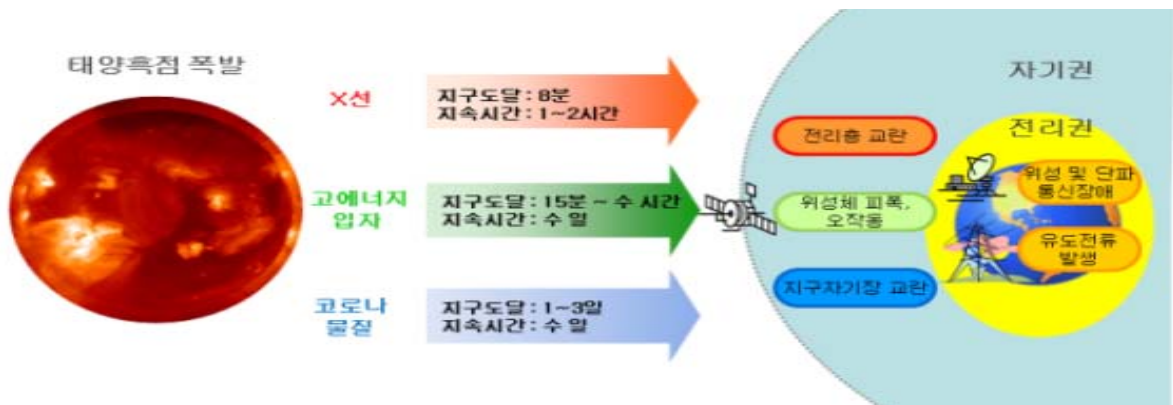 태양흑점 폭발
X선
지구도달 : 8분
지속시간 : 1~2시간
고에너지
입자
지구도달 : 15분 ~ 수 시간
지속시간 : 수 일
코로나
물질
지구도달 : 1~3일
지속시간 : 수 일
자기권
전리권
전리층 교란
위성체 피폭,
오작동
지구자기장 교란
위성 및 단파
통신장애
유도전류
발생